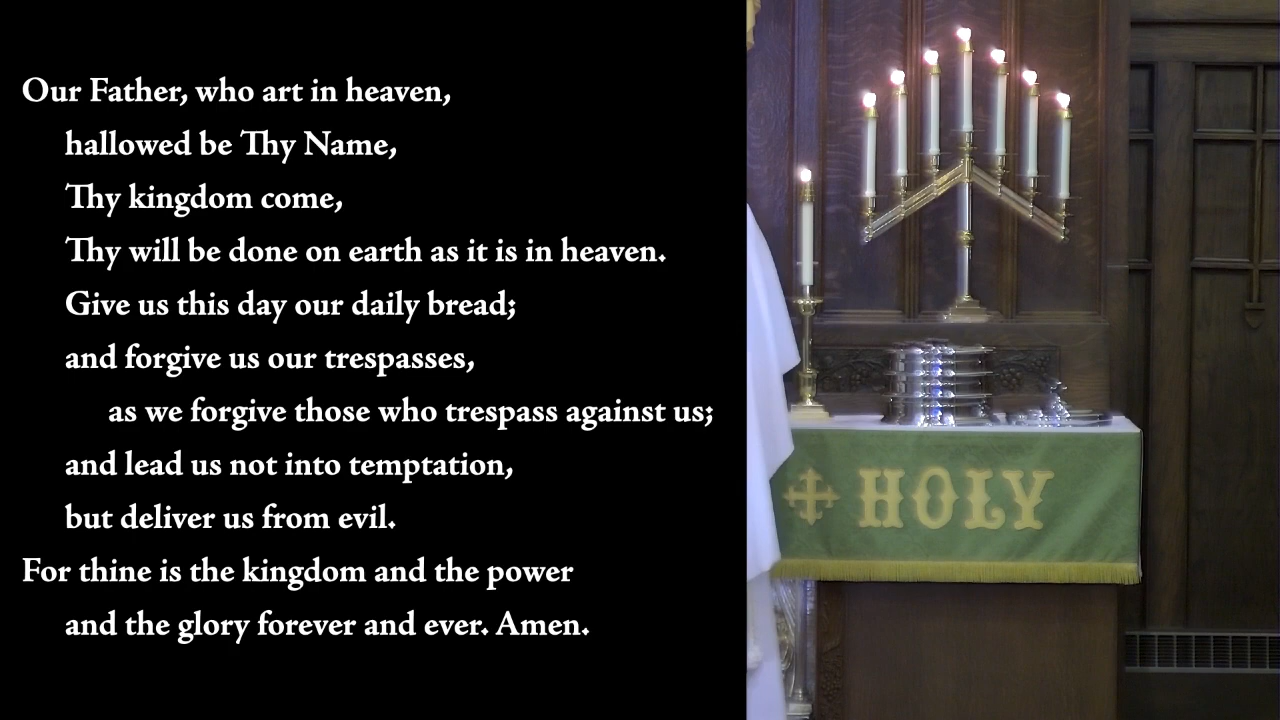 Our Father, who art in heaven,
hallowed be Thy Name,
Thy kingdom come,
Thy will be done on earth as it is in heaven.
Give us this day our daily bread;
and forgive us our trespasses,
as we forgive those who trespass against us;
and lead us not into temptation,
but deliver us from evil.
For thine is the kingdom and the power
and the glory forever and ever. Amen.
HOLY